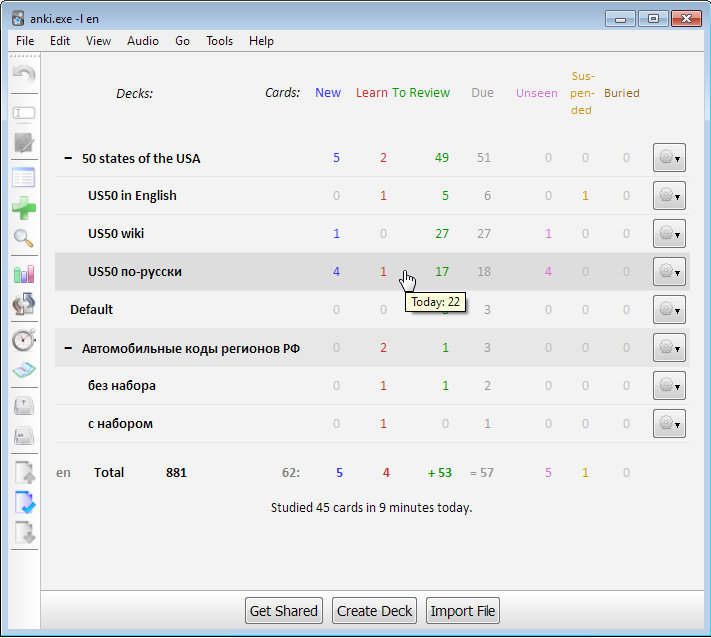 anki.exe -l en
File Edit View Audio Go Tools Help
Decks: Cards: New Learn To Review Due Unseen Sus-pen-ded Buried
− 50 states of the USA 5 2 49 51 0 0 0
US50 in English 0 1 5 6 0 1 0
US50 wiki 1 0 27 27 1 0 0
US50 по-русски 4 1 17 18 4 0 0
Today: 22
Default 0 0 3 0 0 0
− Автомобильные коды регионов РФ 0 2 1 3 0 0 0
без набора 0 1 1 2 0 0 0
с набором 0 1 0 1 0 0 0
en Total 881 62: 5 4 + 53 = 57 5 1 0
Studied 45 cards in 9 minutes today.
Get Shared Create Deck Import File